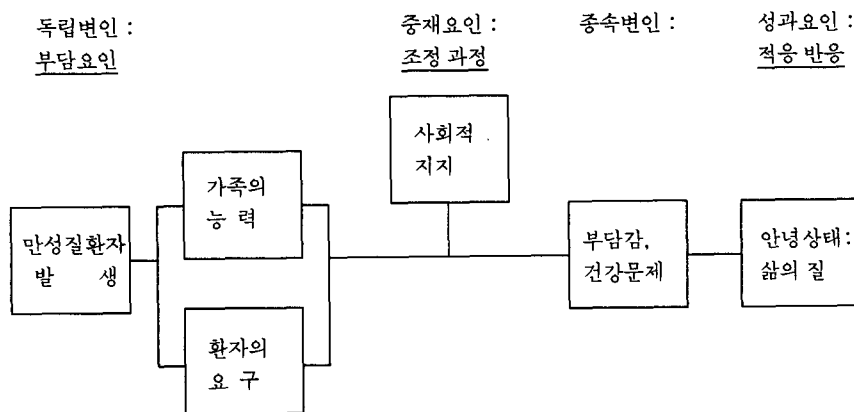 독립변인 :
부담요인
중재요인 :
조정 과정
종속변인 :
성과요인 :
적응 반응
사회적
지지
가족의
능 력
만성질환자
발 생
부담감,
건강문제
안녕상태:
삶의 질
환자의
요 구